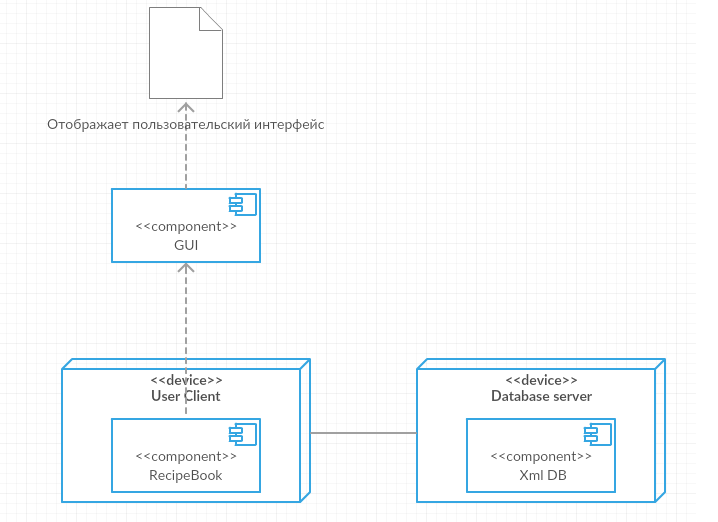 Отображает пользовательский интерфейс
<<component>>
GUI
<<device>>
User Client
<<component>>
RecipeBook
<<device>>
Database server
<<component>>
Xml DB